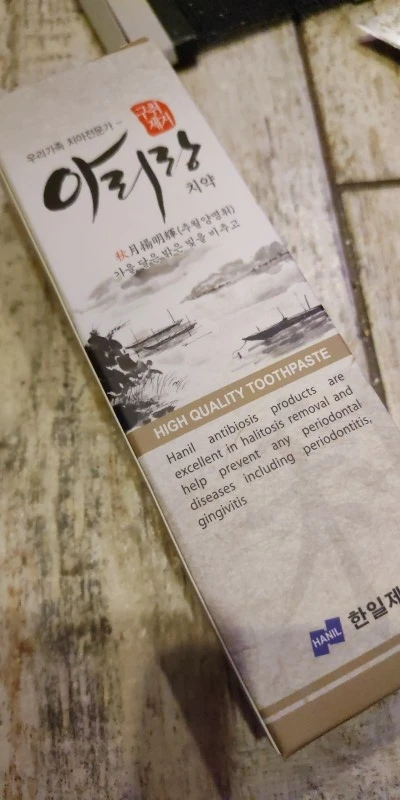 우리가족 치아전문가 ~
구취
제거
아리랑
치약
秋月揚明輝(추월양명휘)
가을 달은 밝은 빛을 비추고
HIGH QUALITY TOOTHPASTE
Hanil antibiosis products are
excellent in halitosis removal and
help prevent any periodontal
diseases including periodontitis,
gingivitis
HANIL
한일제